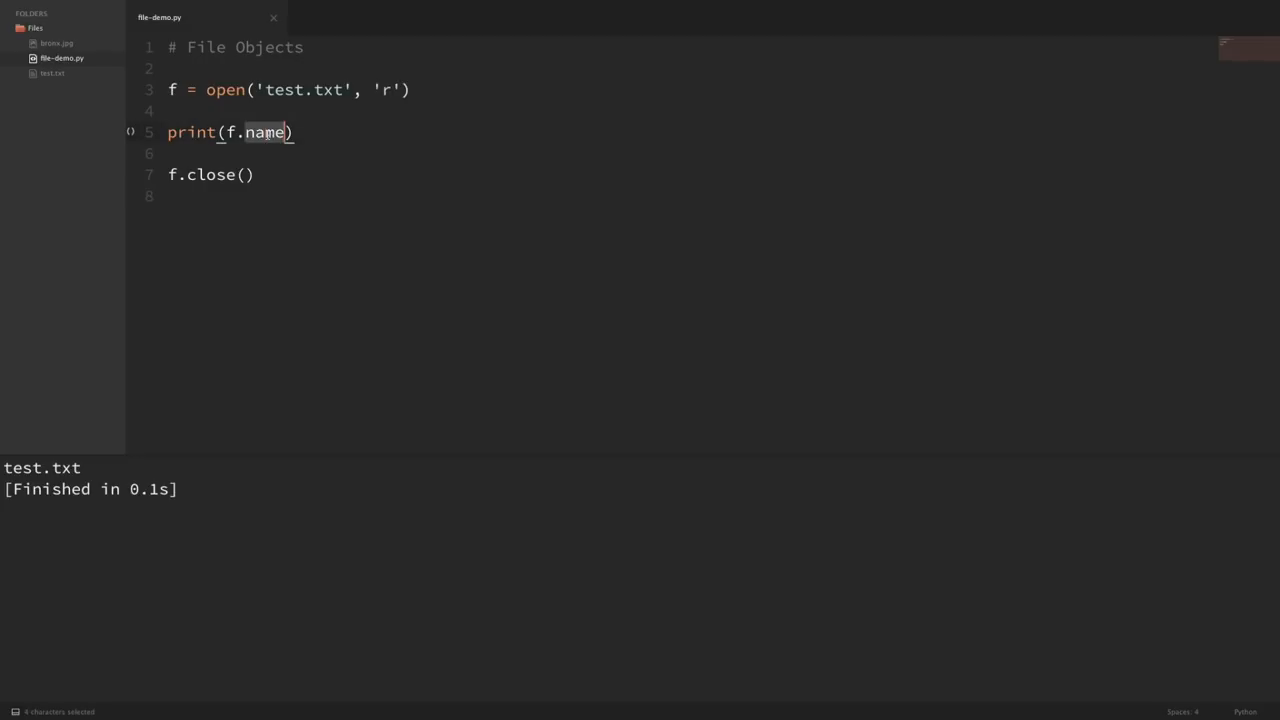 FOLDERS
Files
bronx.jpg
file-demo.py
test.txt
file-demo.py
1 # File Objects
2
3 f = open('test.txt', 'r')
4
5 print(f.name)
6
7 f.close()
8
test.txt
[Finished in 0.1s]
4 characters selected
Spaces: 4
Python